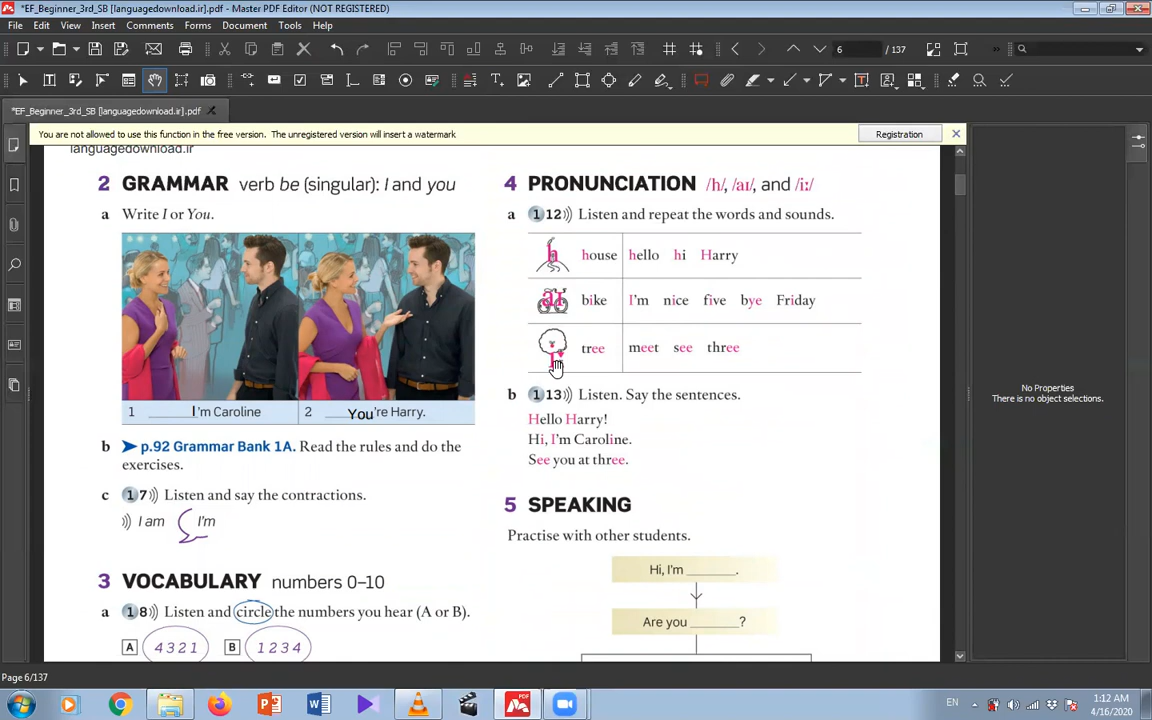 *EF_Beginner_3rd_SB [languagedownload.ir].pdf - Master PDF Editor (NOT REGISTERED)
File Edit View Insert Comments Forms Document Tools Help
6 / 137
*EF_Beginner_3rd_SB [languagedownload.ir].pdf
You are not allowed to use this function in the free version. The unregistered version will insert a watermark
Registration
languagedownload.ir
2 GRAMMAR verb be (singular): I and you
a Write I or You.
1 ______I'm Caroline 2 ____You're Harry.
b ➤ p.92 Grammar Bank 1A. Read the rules and do the
exercises.
c 1 7)) Listen and say the contractions.
)) I am I'm
3 VOCABULARY numbers 0–10
a 1 8)) Listen and circle the numbers you hear (A or B).
A 4 3 2 1 B 1 2 3 4
4 PRONUNCIATION /h/, /aɪ/, and /iː/
a 1 12)) Listen and repeat the words and sounds.
h house hello hi Harry
aɪ bike I'm nice five bye Friday
tree meet see three
b 1 13)) Listen. Say the sentences.
Hello Harry!
Hi, I'm Caroline.
See you at three.
5 SPEAKING
Practise with other students.
Hi, I'm ______.
Are you ______?
No Properties
There is no object selections.
Page6/137
EN
1:12 AM
4/16/2020